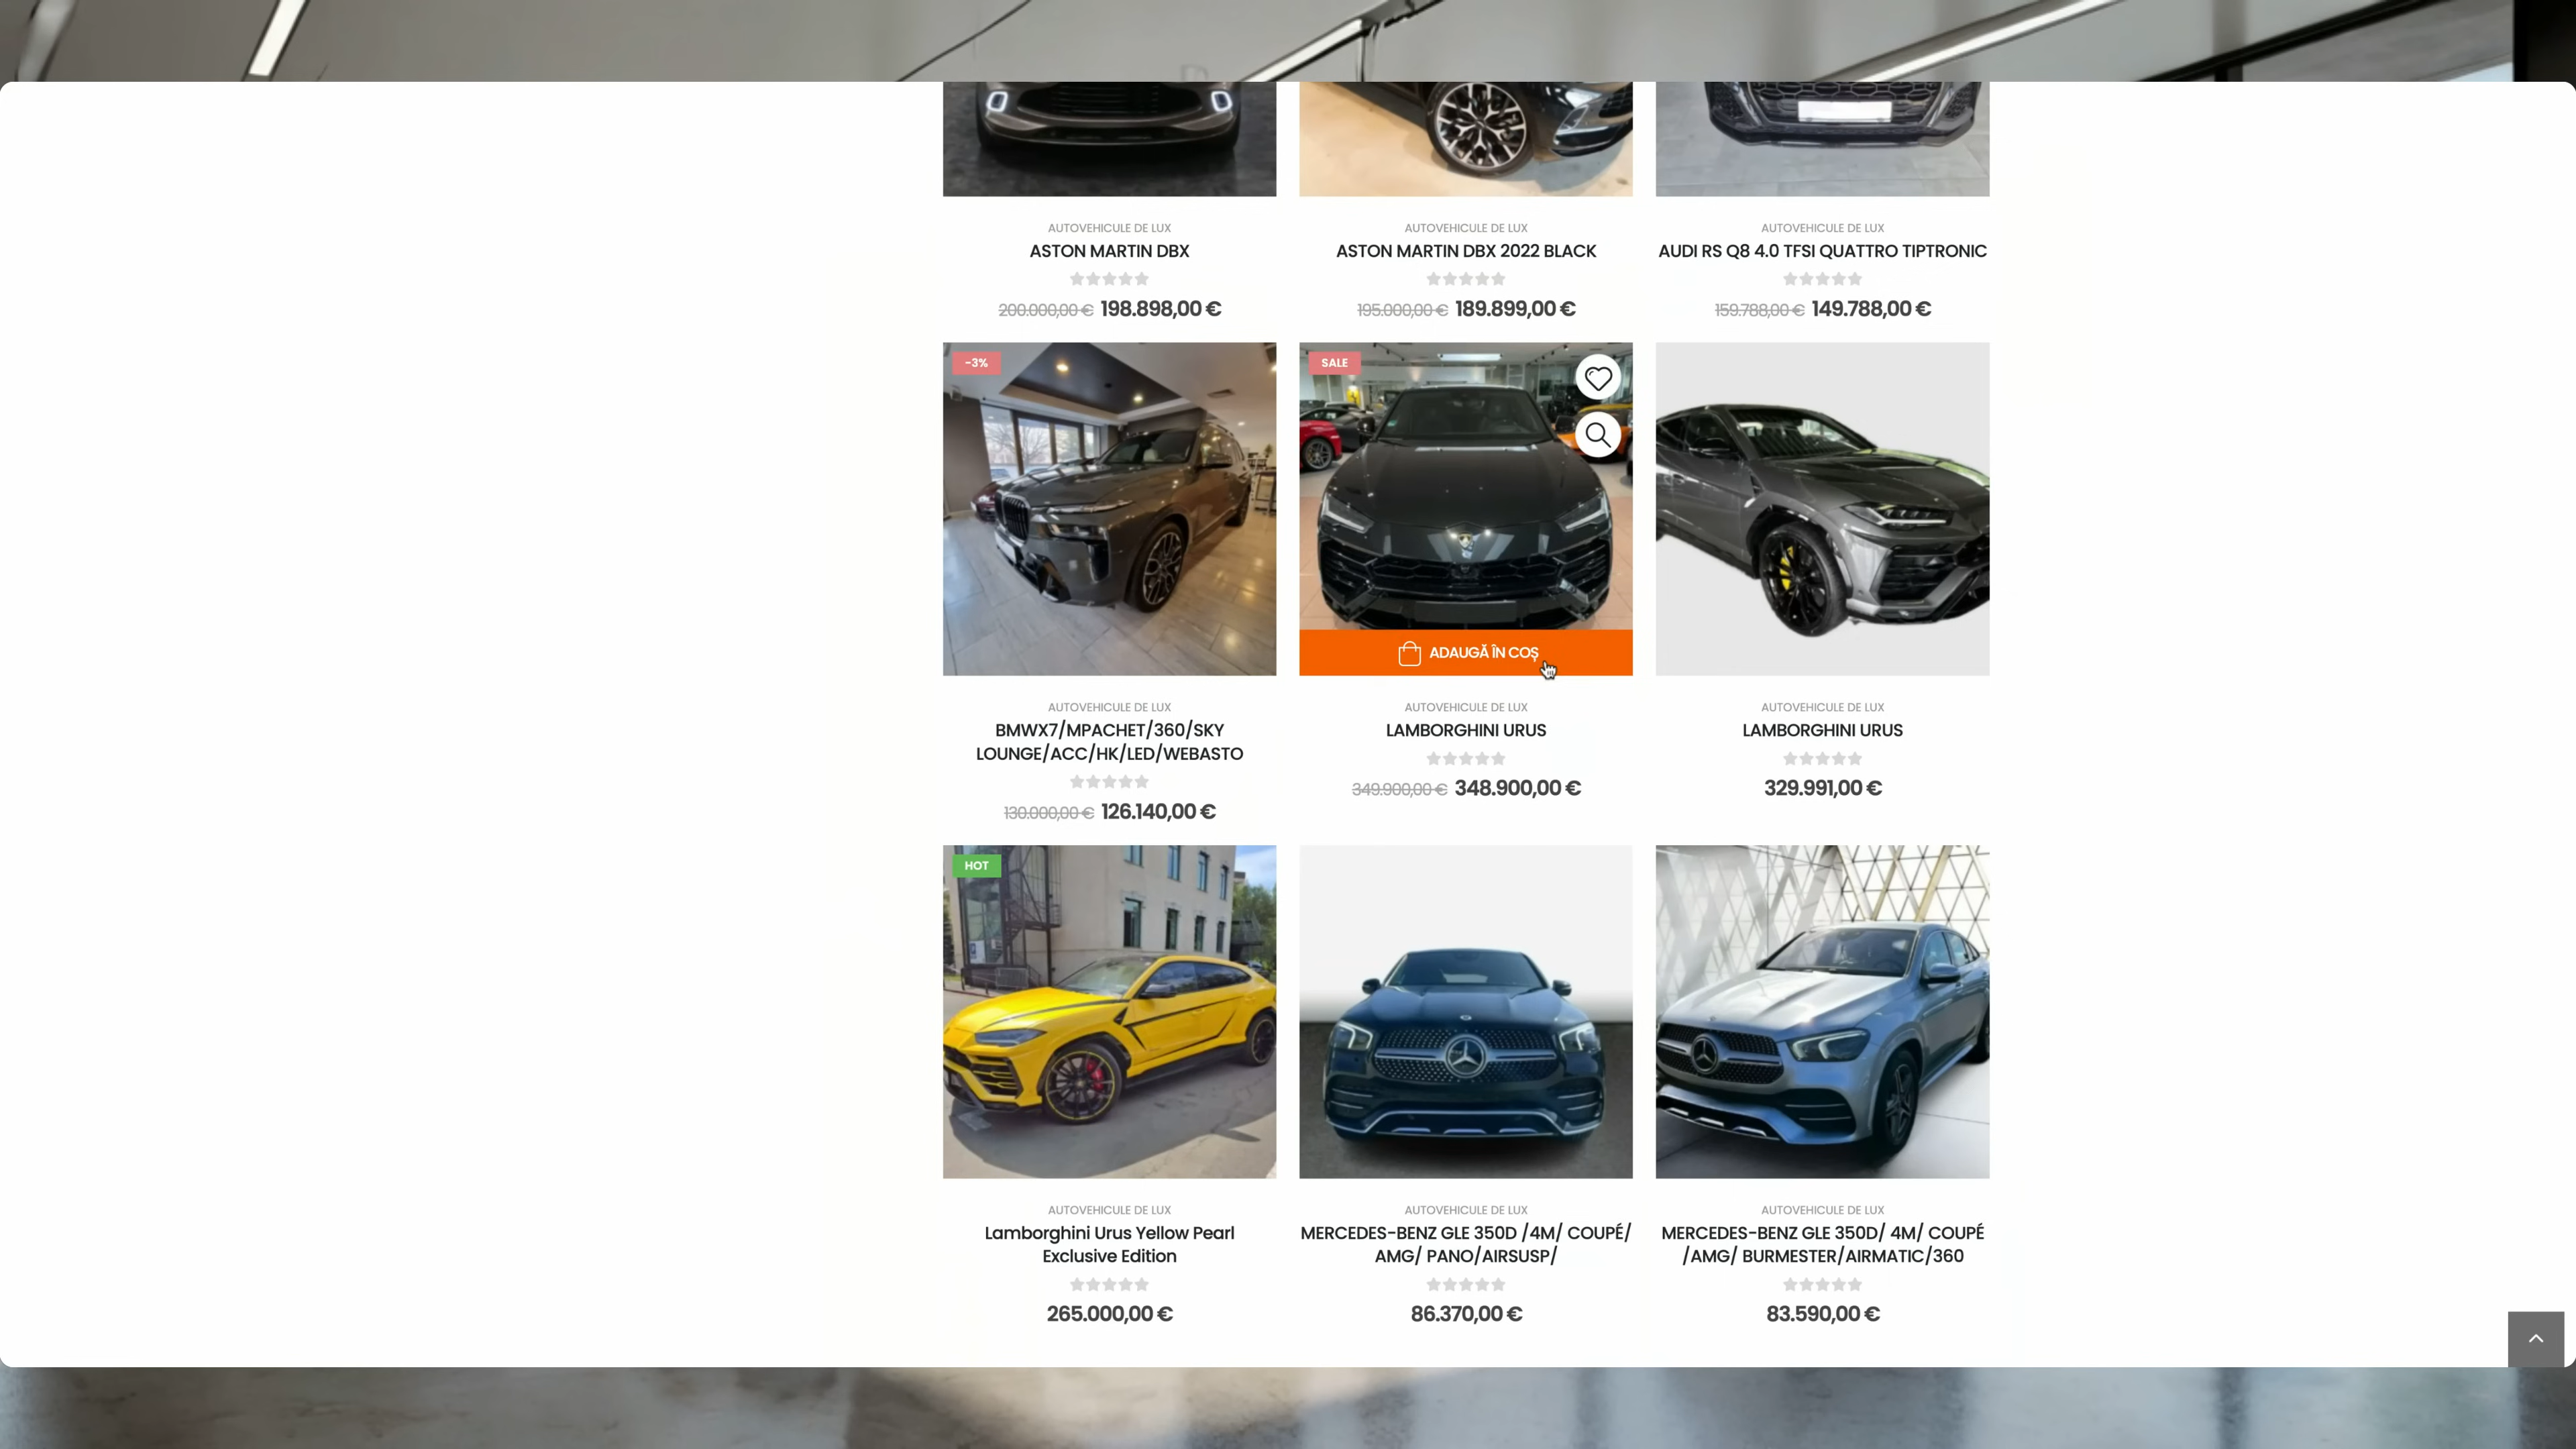 AUTOVEHICULE DE LUX
ASTON MARTIN DBX
200.000,00 € 198.898,00 €
AUTOVEHICULE DE LUX
ASTON MARTIN DBX 2022 BLACK
195.000,00 € 189.899,00 €
AUTOVEHICULE DE LUX
AUDI RS Q8 4.0 TFSI QUATTRO TIPTRONIC
159.788,00 € 149.788,00 €
-3%
AUTOVEHICULE DE LUX
BMWX7/MPACHET/360/SKY
LOUNGE/ACC/HK/LED/WEBASTO
130.000,00 € 126.140,00 €
SALE
ADAUGĂ ÎN COȘ
AUTOVEHICULE DE LUX
LAMBORGHINI URUS
349.900,00 € 348.900,00 €
AUTOVEHICULE DE LUX
LAMBORGHINI URUS
329.991,00 €
HOT
AUTOVEHICULE DE LUX
Lamborghini Urus Yellow Pearl
Exclusive Edition
265.000,00 €
AUTOVEHICULE DE LUX
MERCEDES-BENZ GLE 350D /4M/ COUPÉ/
AMG/ PANO/AIRSUSP/
86.370,00 €
AUTOVEHICULE DE LUX
MERCEDES-BENZ GLE 350D/ 4M/ COUPÉ
/AMG/ BURMESTER/AIRMATIC/360
83.590,00 €